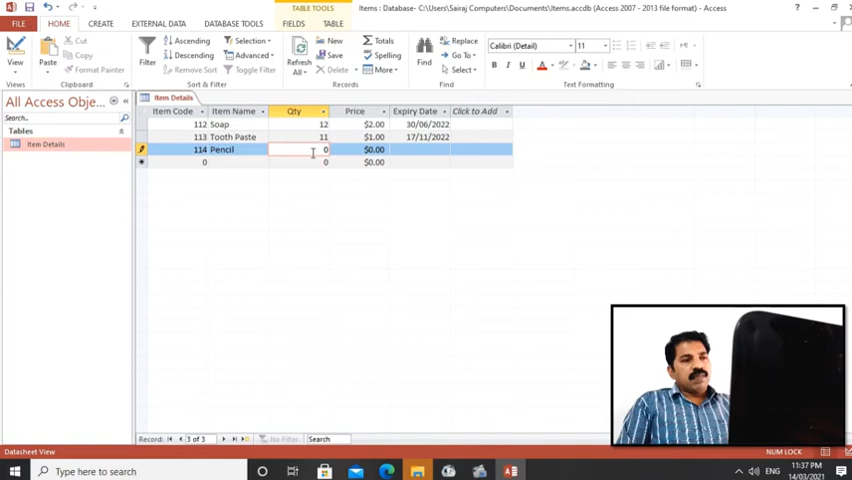 TABLE TOOLS
Items : Database- C:\Users\Sairaj Computers\Documents\Items.accdb (Access 2007 - 2013 file format) - Access
FILE HOME CREATE EXTERNAL DATA DATABASE TOOLS FIELDS TABLE
View
Paste
Cut
Copy
Format Painter
Filter
Ascending
Descending
Remove Sort
Selection
Advanced
Toggle Filter
Refresh
All
New
Save
Delete
Totals
Spelling
More
Find
Replace
Go To
Select
Calibri (Detail) 11
B I U A
Views Clipboard Sort & Filter Records Find Text Formatting
All Access Obje...
Search...
Tables
Item Details
Item Details
Item Code Item Name Qty Price Expiry Date Click to Add
112 Soap 12 $2.00 30/06/2022
113 Tooth Paste 11 $1.00 17/11/2022
114 Pencil 0 $0.00
0 0 $0.00
Record: 3 of 3 No Filter Search
Datasheet View NUM LOCK
Type here to search
ENG
11:37 PM
14/03/2021